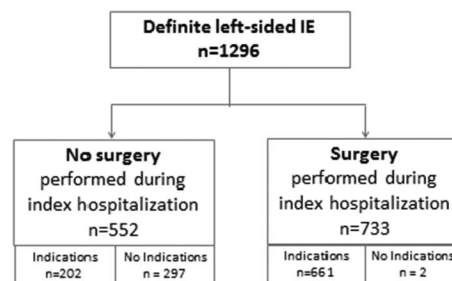 Definite left-sided IE
n=1296
No surgery
performed during
index hospitalization
n=552
Indications
n=202
No Indications
n = 297
Surgery
performed during
index hospitalization
n=733
Indications
n=661
No Indications
n = 2